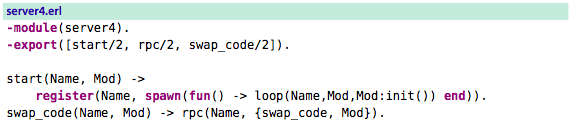 server4.erl
-module(server4).
-export([start/2, rpc/2, swap_code/2]).
start(Name, Mod) ->
    register(Name, spawn(fun() -> loop(Name,Mod,Mod:init()) end)).
swap_code(Name, Mod) -> rpc(Name, {swap_code, Mod}).